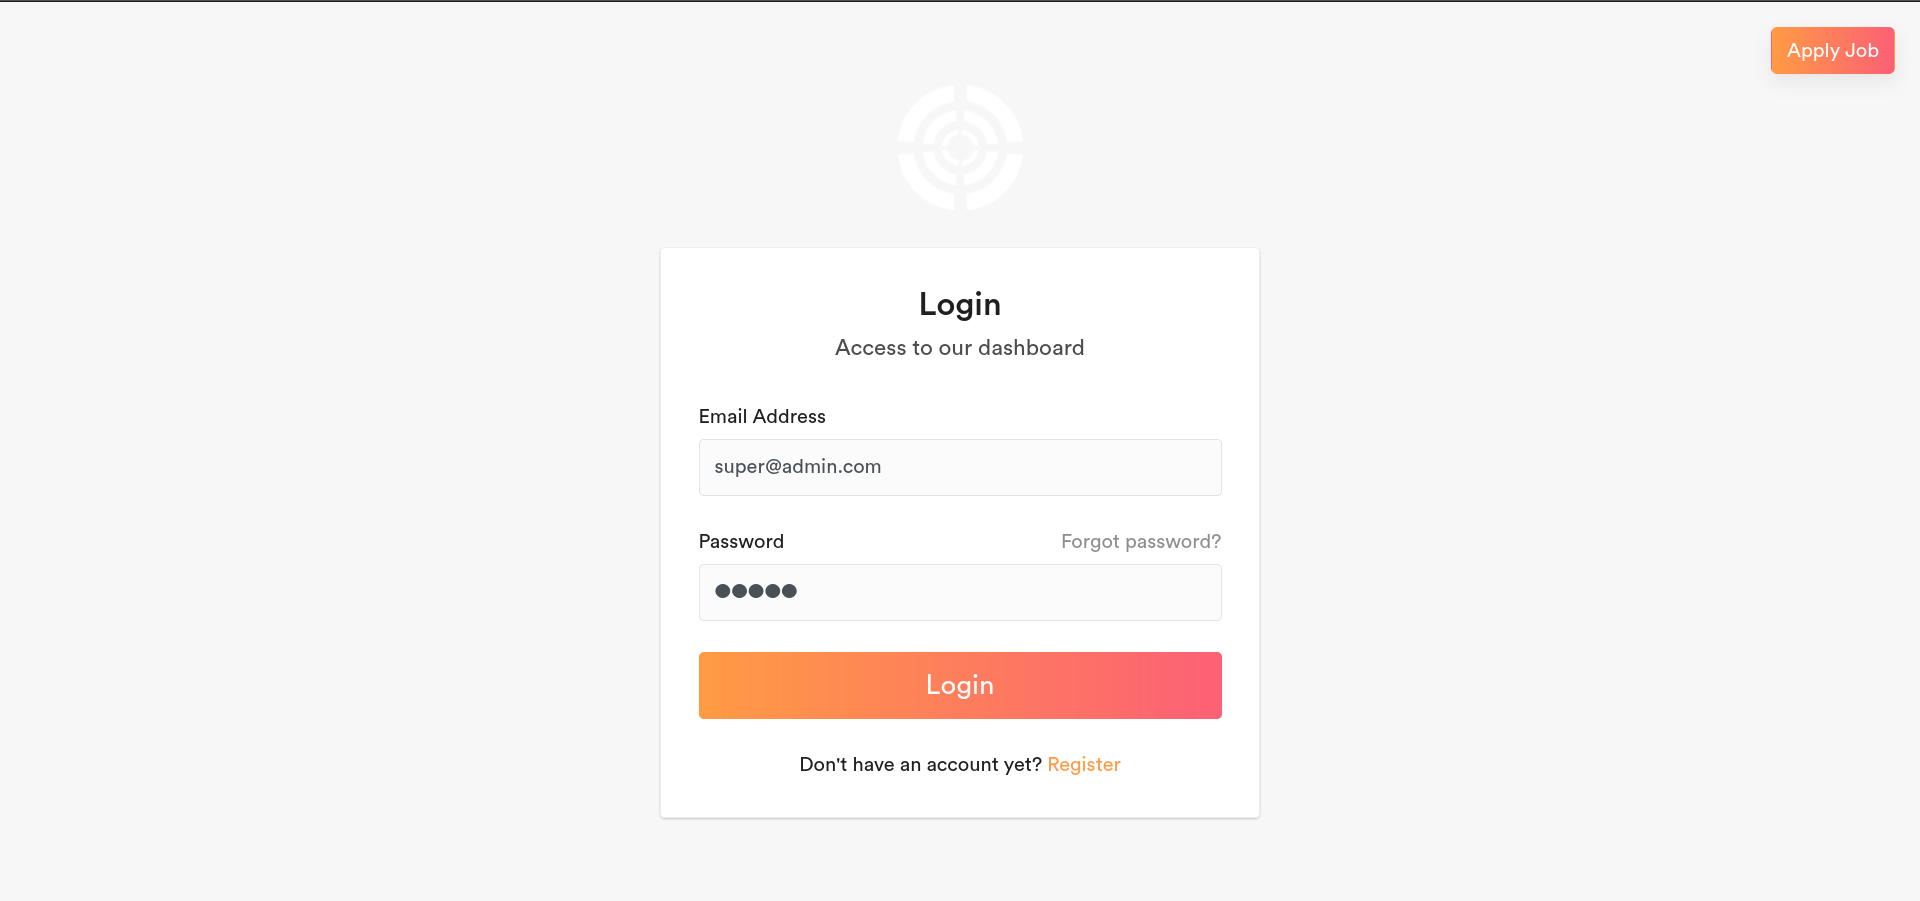 Apply Job
Login
Access to our dashboard
Email Address
super@admin.com
Password
Forgot password?
●●●●●
Login
Don't have an account yet? Register